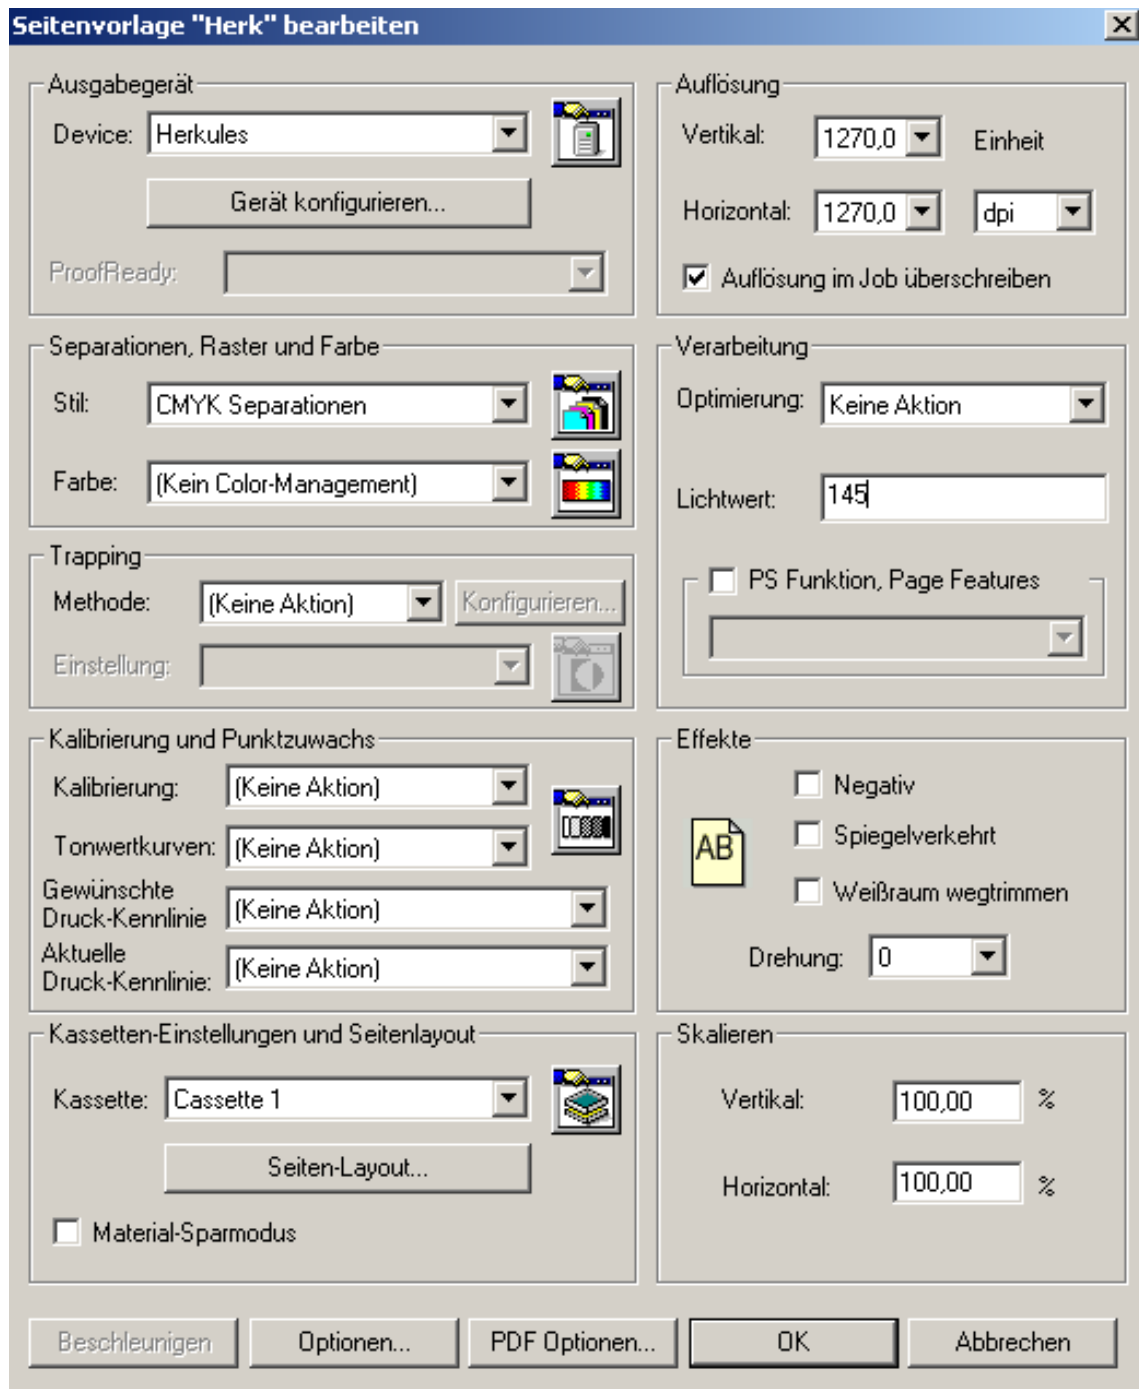 Seitenvorlage "Herk" bearbeiten
Ausgabegerät
Device: Herkules
Gerät konfigurieren...
ProofReady:
Auflösung
Vertikal: 1270,0 Einheit
Horizontal: 1270,0 dpi
Auflösung im Job überschreiben
Separationen, Raster und Farbe
Stil: CMYK Separationen
Farbe: (Kein Color-Management)
Verarbeitung
Optimierung: Keine Aktion
Lichtwert: 145
PS Funktion, Page Features
Trapping
Methode: (Keine Aktion) Konfigurieren...
Einstellung:
Kalibrierung und Punktzuwachs
Kalibrierung: (Keine Aktion)
Tonwertkurven: (Keine Aktion)
Gewünschte
Druck-Kennlinie (Keine Aktion)
Aktuelle
Druck-Kennlinie: (Keine Aktion)
Effekte
AB
Negativ
Spiegelverkehrt
Weißraum wegtrimmen
Drehung: 0
Kassetten-Einstellungen und Seitenlayout
Kassette: Cassette 1
Seiten-Layout...
Material-Sparmodus
Skalieren
Vertikal: 100,00 %
Horizontal: 100,00 %
Beschleunigen Optionen... PDF Optionen... OK Abbrechen